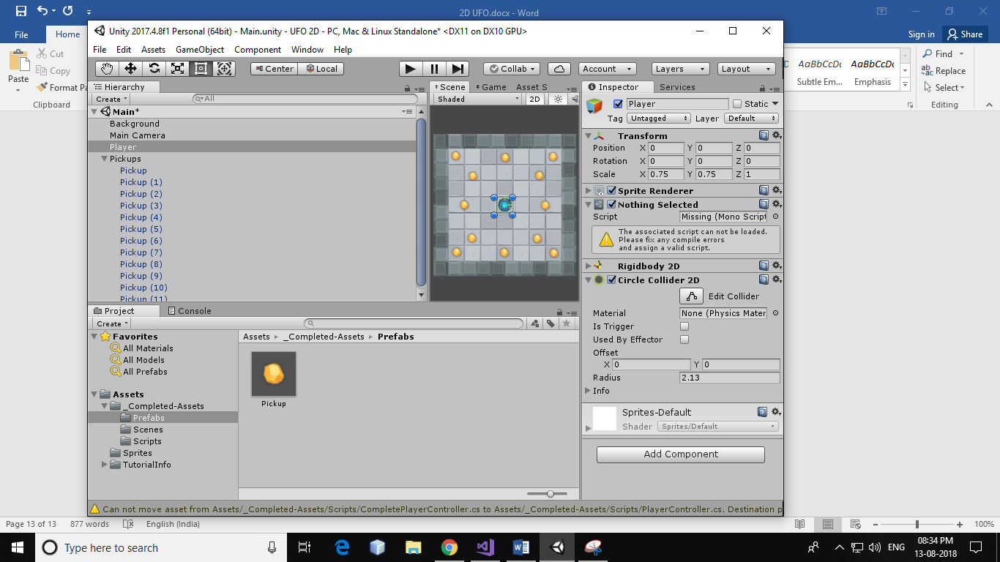 2D UFO.docx - Word
File Home
Sign in Share
Cut
Copy
Format Pa
Paste
Clipboard
AaBbCcDc AaBbCcDc
Subtle Em... Emphasis
Find
Replace
Select
Editing
Unity 2017.4.8f1 Personal (64bit) - Main.unity - UFO 2D - PC, Mac & Linux Standalone* <DX11 on DX10 GPU>
File Edit Assets GameObject Component Window Help
Center Local Collab Account Layers Layout
Hierarchy
Create All
Main*
Background
Main Camera
Player
Pickups
Pickup
Pickup (1)
Pickup (2)
Pickup (3)
Pickup (4)
Pickup (5)
Pickup (6)
Pickup (7)
Pickup (8)
Pickup (9)
Pickup (10)
Pickup (11)
Scene Game Asset S
Shaded 2D
Inspector Services
Player Static
Tag Untagged Layer Default
Transform
Position X 0 Y 0 Z 0
Rotation X 0 Y 0 Z 0
Scale X 0.75 Y 0.75 Z 1
Sprite Renderer
Nothing Selected
Script Missing (Mono Script
The associated script can not be loaded.
Please fix any compile errors
and assign a valid script.
Rigidbody 2D
Circle Collider 2D
Edit Collider
Material None (Physics Mater
Is Trigger
Used By Effector
Offset
X 0 Y 0
Radius 2.13
Info
Sprites-Default
Shader Sprites/Default
Add Component
Project Console
Create
Favorites
All Materials
All Models
All Prefabs
Assets
_Completed-Assets
Prefabs
Scenes
Scripts
Sprites
TutorialInfo
Assets _Completed-Assets Prefabs
Pickup
Can not move asset from Assets/_Completed-Assets/Scripts/CompletePlayerController.cs to Assets/_Completed-Assets/Scripts/PlayerController.cs. Destination p
Page 13 of 13 877 words English (India) 100%
Type here to search
ENG
08:34 PM
13-08-2018